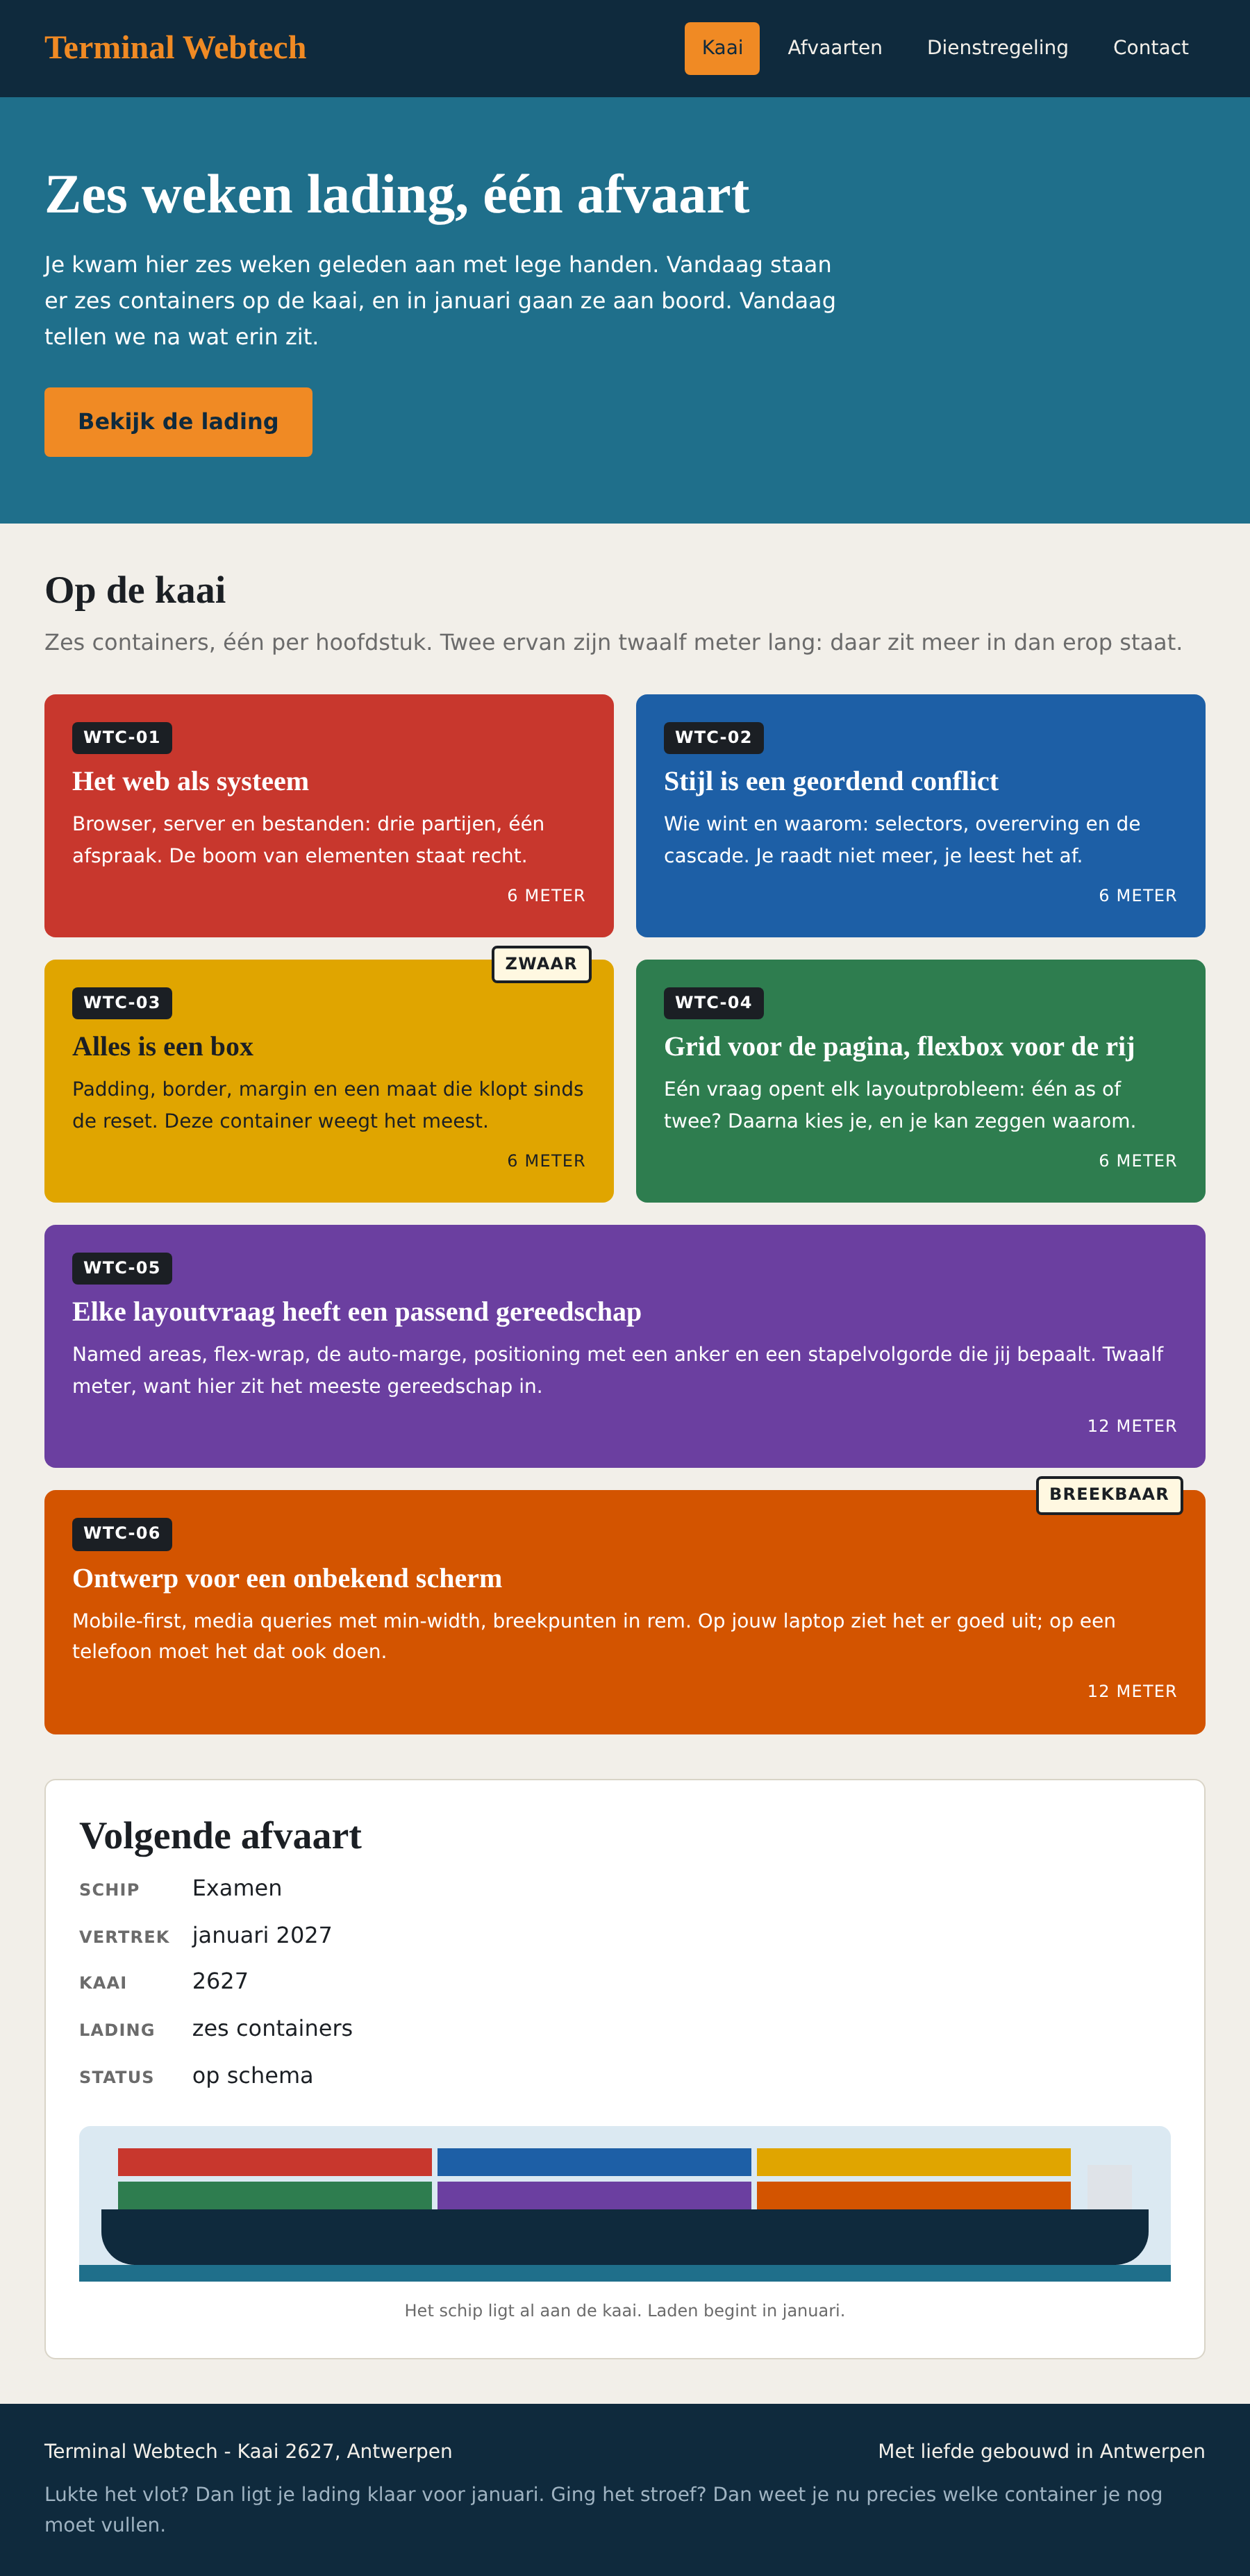 Terminal Webtech
Kaai
Afvaarten
Dienstregeling
Contact
Zes weken lading, één afvaart
Je kwam hier zes weken geleden aan met lege handen. Vandaag staan
er zes containers op de kaai, en in januari gaan ze aan boord. Vandaag
tellen we na wat erin zit.
Bekijk de lading
Op de kaai
Zes containers, één per hoofdstuk. Twee ervan zijn twaalf meter lang: daar zit meer in dan erop staat.
WTC-01
Het web als systeem
Browser, server en bestanden: drie partijen, één
afspraak. De boom van elementen staat recht.
6 METER
WTC-02
Stijl is een geordend conflict
Wie wint en waarom: selectors, overerving en de
cascade. Je raadt niet meer, je leest het af.
6 METER
ZWAAR
WTC-03
Alles is een box
Padding, border, margin en een maat die klopt sinds
de reset. Deze container weegt het meest.
6 METER
WTC-04
Grid voor de pagina, flexbox voor de rij
Eén vraag opent elk layoutprobleem: één as of
twee? Daarna kies je, en je kan zeggen waarom.
6 METER
WTC-05
Elke layoutvraag heeft een passend gereedschap
Named areas, flex-wrap, de auto-marge, positioning met een anker en een stapelvolgorde die jij bepaalt. Twaalf
meter, want hier zit het meeste gereedschap in.
12 METER
BREEKBAAR
WTC-06
Ontwerp voor een onbekend scherm
Mobile-first, media queries met min-width, breekpunten in rem. Op jouw laptop ziet het er goed uit; op een
telefoon moet het dat ook doen.
12 METER
Volgende afvaart
SCHIP Examen
VERTREK januari 2027
KAAI 2627
LADING zes containers
STATUS op schema
Het schip ligt al aan de kaai. Laden begint in januari.
Terminal Webtech - Kaai 2627, Antwerpen
Met liefde gebouwd in Antwerpen
Lukte het vlot? Dan ligt je lading klaar voor januari. Ging het stroef? Dan weet je nu precies welke container je nog
moet vullen.